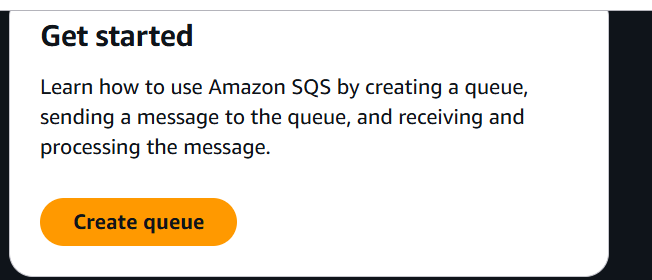 Get started
Learn how to use Amazon SQS by creating a queue,
sending a message to the queue, and receiving and
processing the message.
Create queue